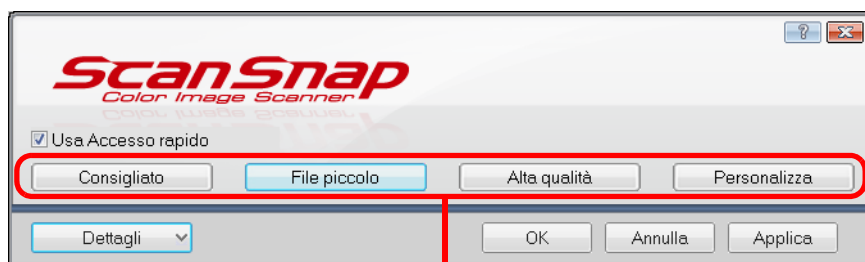 ScanSnap
Color Image Scanner
Usa Accesso rapido
Consigliato File piccolo Alta qualità Personalizza
Dettagli OK Annulla Applica